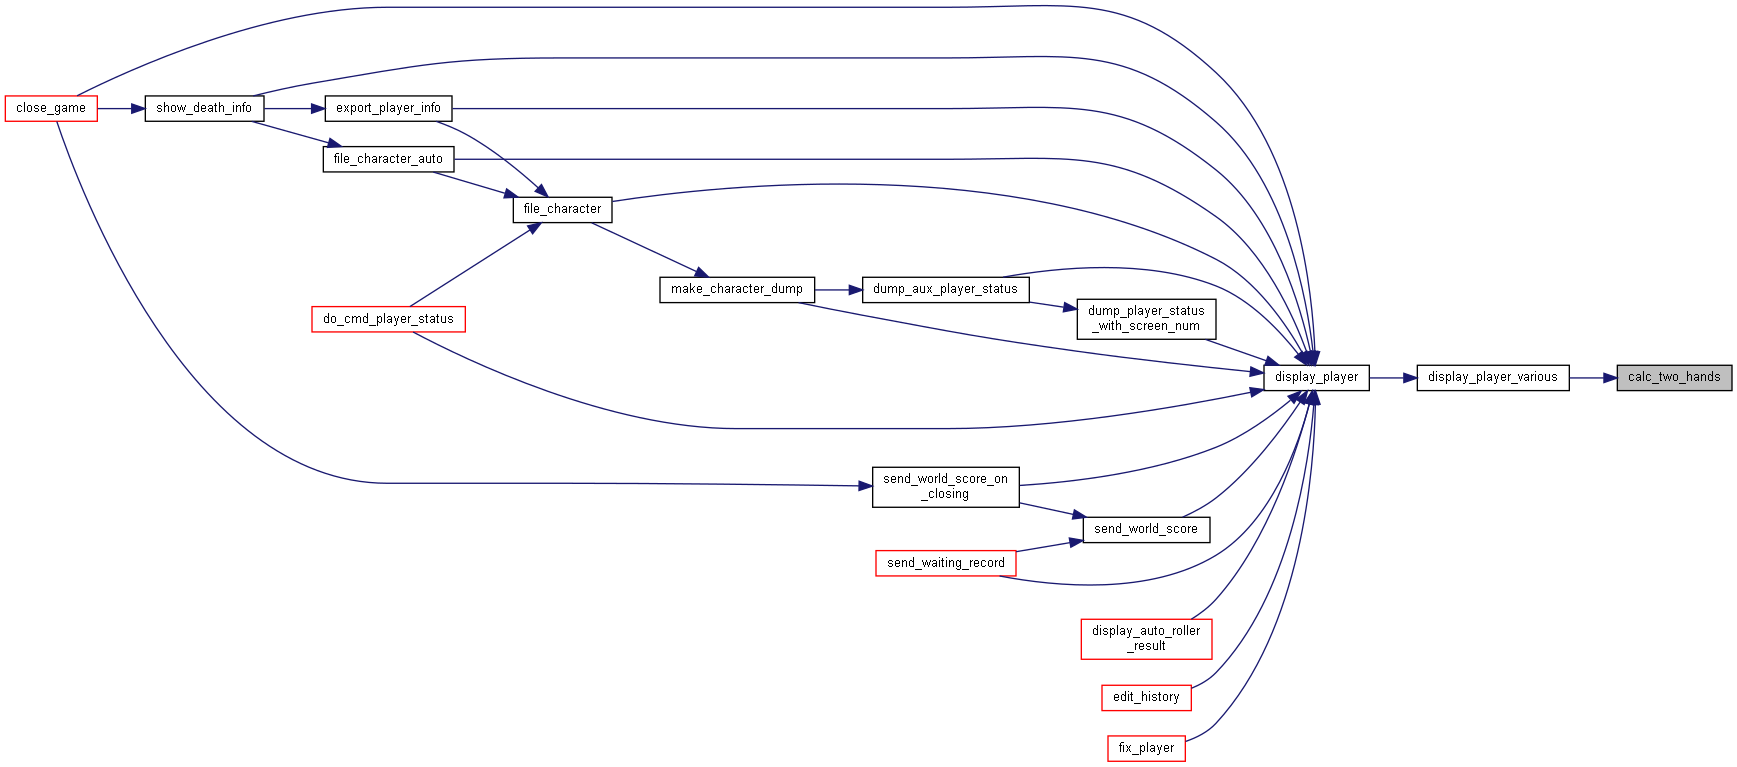 close_game
show_death_info
export_player_info
file_character_auto
file_character
make_character_dump
dump_aux_player_status
dump_player_status
_with_screen_num
do_cmd_player_status
display_player
display_player_various
calc_two_hands
send_world_score_on
_closing
send_world_score
send_waiting_record
display_auto_roller
_result
edit_history
fix_player